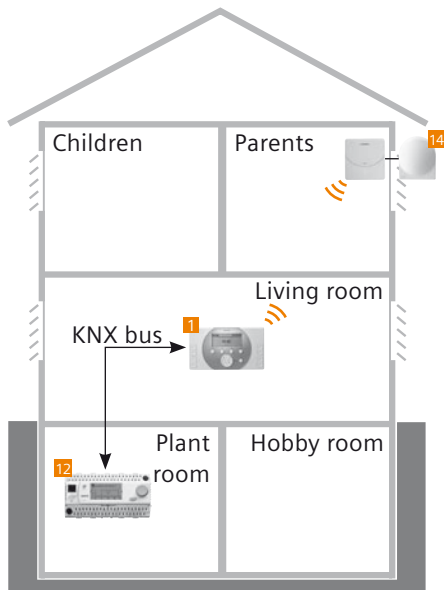 Children
Parents
14
Living room
1
KNX bus
Plant
room
Hobby room
12